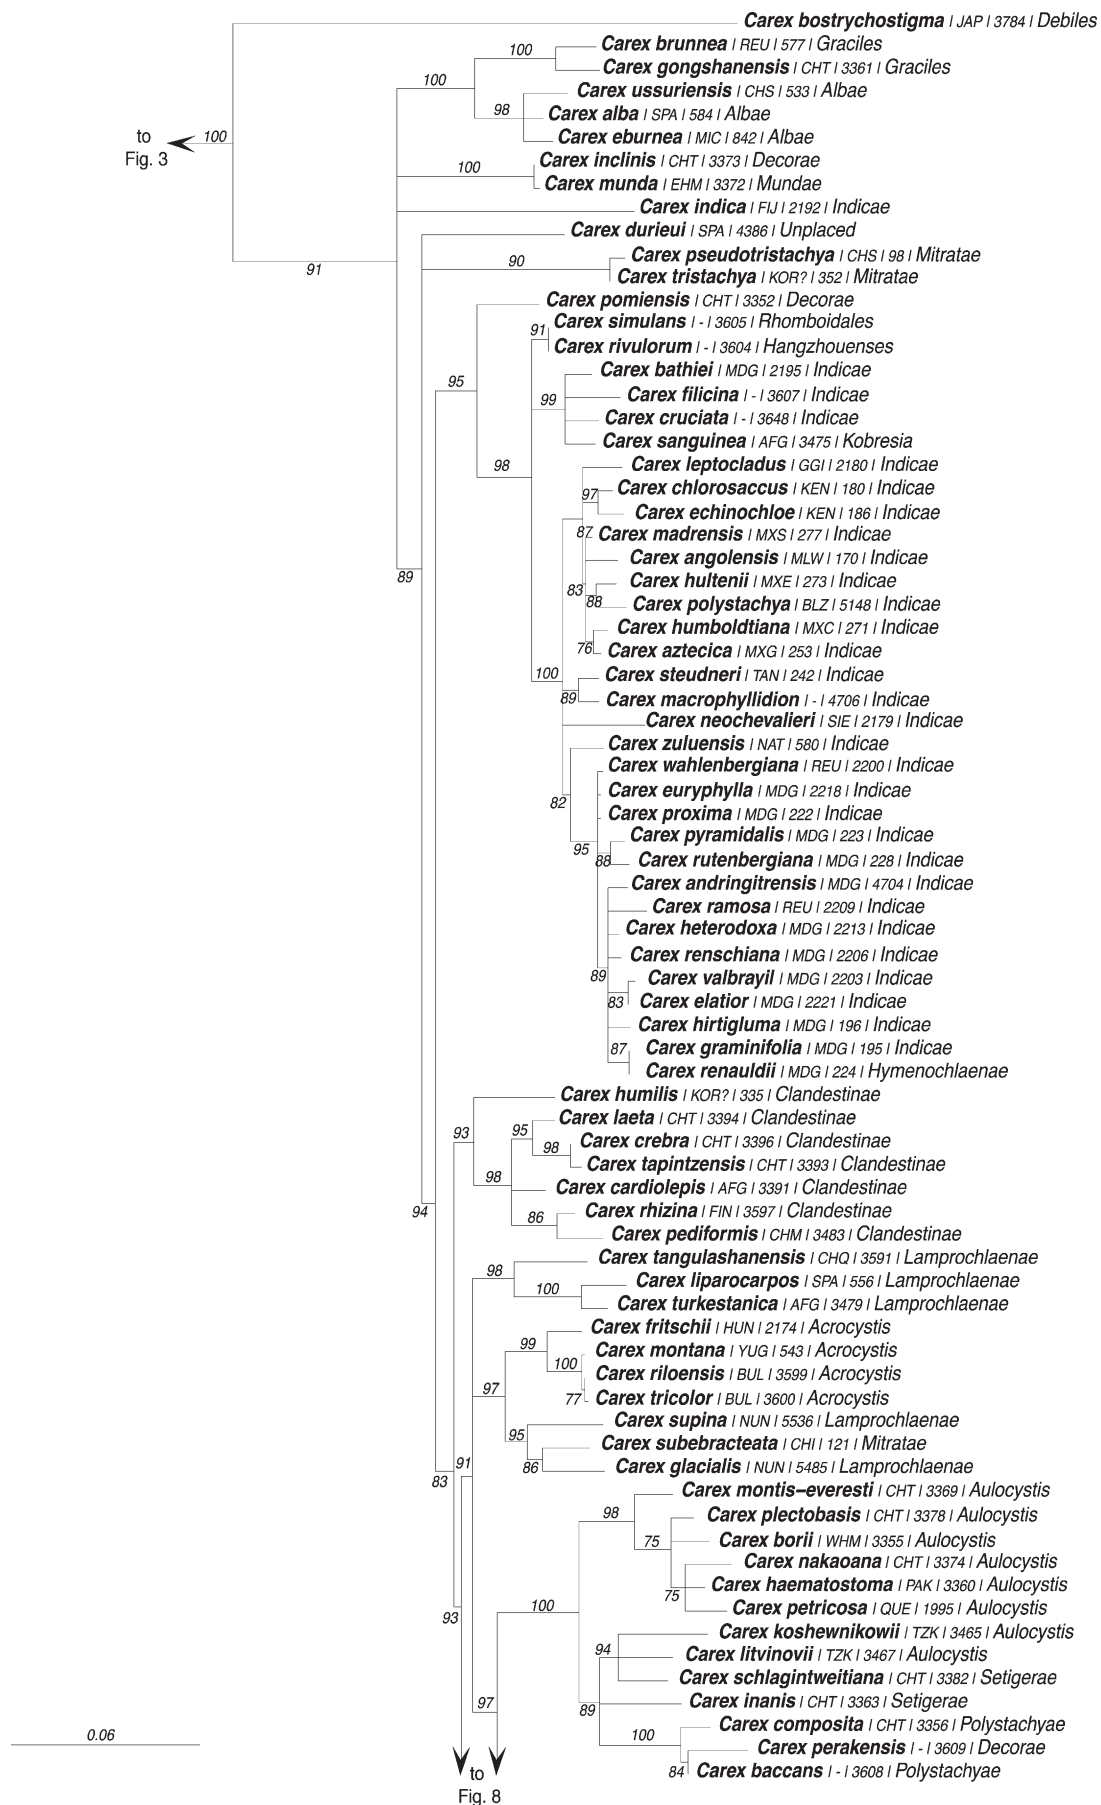 Carex bostrychostigma | JAP | 3784 | Debiles
Carex brunnea | REU | 577 | Graciles
100
Carex gongshanensis | CHT | 3361 | Graciles
100
Carex ussuriensis | CHS | 533 | Albae
98
Carex alba | SPA | 584 | Albae
to
100
Carex eburnea | MIC | 842 | Albae
Fig. 3
Carex inclinis | CHT | 3373 | Decorae
100
Carex munda | EHM | 3372 | Mundae
Carex indica | FIJ | 2192 | Indicae
Carex durieui | SPA | 4386 | Unplaced
Carex pseudotristachya | CHS | 98 | Mitratae
91
90
Carex tristachya | KOR? | 352 | Mitratae
Carex pomiensis | CHT | 3352 | Decorae
Carex simulans | - | 3605 | Rhomboidales
91
Carex rivulorum | - | 3604 | Hangzhouenses
Carex bathiei | MDG | 2195 | Indicae
95
Carex filicina | - | 3607 | Indicae
99
Carex cruciata | - | 3648 | Indicae
Carex sanguinea | AFG | 3475 | Kobresia
98
Carex leptocladus | GGI | 2180 | Indicae
Carex chlorosaccus | KEN | 180 | Indicae
97
Carex echinochloe | KEN | 186 | Indicae
87
Carex madrensis | MXS | 277 | Indicae
Carex angolensis | MLW | 170 | Indicae
89
Carex hultenii | MXE | 273 | Indicae
83
88
Carex polystachya | BLZ | 5148 | Indicae
Carex humboldtiana | MXC | 271 | Indicae
76
Carex aztecica | MXG | 253 | Indicae
100
Carex steudneri | TAN | 242 | Indicae
89
Carex macrophyllidion | - | 4706 | Indicae
Carex neochevalieri | SIE | 2179 | Indicae
Carex zuluensis | NAT | 580 | Indicae
Carex wahlenbergiana | REU | 2200 | Indicae
Carex euryphylla | MDG | 2218 | Indicae
82
Carex proxima | MDG | 222 | Indicae
Carex pyramidalis | MDG | 223 | Indicae
95
88
Carex rutenbergiana | MDG | 228 | Indicae
Carex andringitrensis | MDG | 4704 | Indicae
Carex ramosa | REU | 2209 | Indicae
Carex heterodoxa | MDG | 2213 | Indicae
Carex renschiana | MDG | 2206 | Indicae
89
Carex valbrayil | MDG | 2203 | Indicae
83
Carex elatior | MDG | 2221 | Indicae
Carex hirtigluma | MDG | 196 | Indicae
87
Carex graminifolia | MDG | 195 | Indicae
Carex renauldii | MDG | 224 | Hymenochlaenae
Carex humilis | KOR? | 335 | Clandestinae
Carex laeta | CHT | 3394 | Clandestinae
93
95
Carex crebra | CHT | 3396 | Clandestinae
98
Carex tapintzensis | CHT | 3393 | Clandestinae
98
Carex cardiolepis | AFG | 3391 | Clandestinae
94
Carex rhizina | FIN | 3597 | Clandestinae
86
Carex pediformis | CHM | 3483 | Clandestinae
Carex tangulashanensis | CHQ | 3591 | Lamprochlaenae
98
Carex liparocarpos | SPA | 556 | Lamprochlaenae
100
Carex turkestanica | AFG | 3479 | Lamprochlaenae
Carex fritschii | HUN | 2174 | Acrocystis
99
Carex montana | YUG | 543 | Acrocystis
100
Carex riloensis | BUL | 3599 | Acrocystis
97
77
Carex tricolor | BUL | 3600 | Acrocystis
Carex supina | NUN | 5536 | Lamprochlaenae
95
Carex subebracteata | CHI | 121 | Mitratae
91
86
Carex glacialis | NUN | 5485 | Lamprochlaenae
83
Carex montis–everesti | CHT | 3369 | Aulocystis
98
Carex plectobasis | CHT | 3378 | Aulocystis
75
Carex borii | WHM | 3355 | Aulocystis
Carex nakaoana | CHT | 3374 | Aulocystis
Carex haematostoma | PAK | 3360 | Aulocystis
75
Carex petricosa | QUE | 1995 | Aulocystis
93
100
Carex koshewnikowii | TZK | 3465 | Aulocystis
94
Carex litvinovii | TZK | 3467 | Aulocystis
Carex schlagintweitiana | CHT | 3382 | Setigerae
97
Carex inanis | CHT | 3363 | Setigerae
89
Carex composita | CHT | 3356 | Polystachyae
0.06
100
Carex perakensis | - | 3609 | Decorae
84
Carex baccans | - | 3608 | Polystachyae
to
Fig. 8